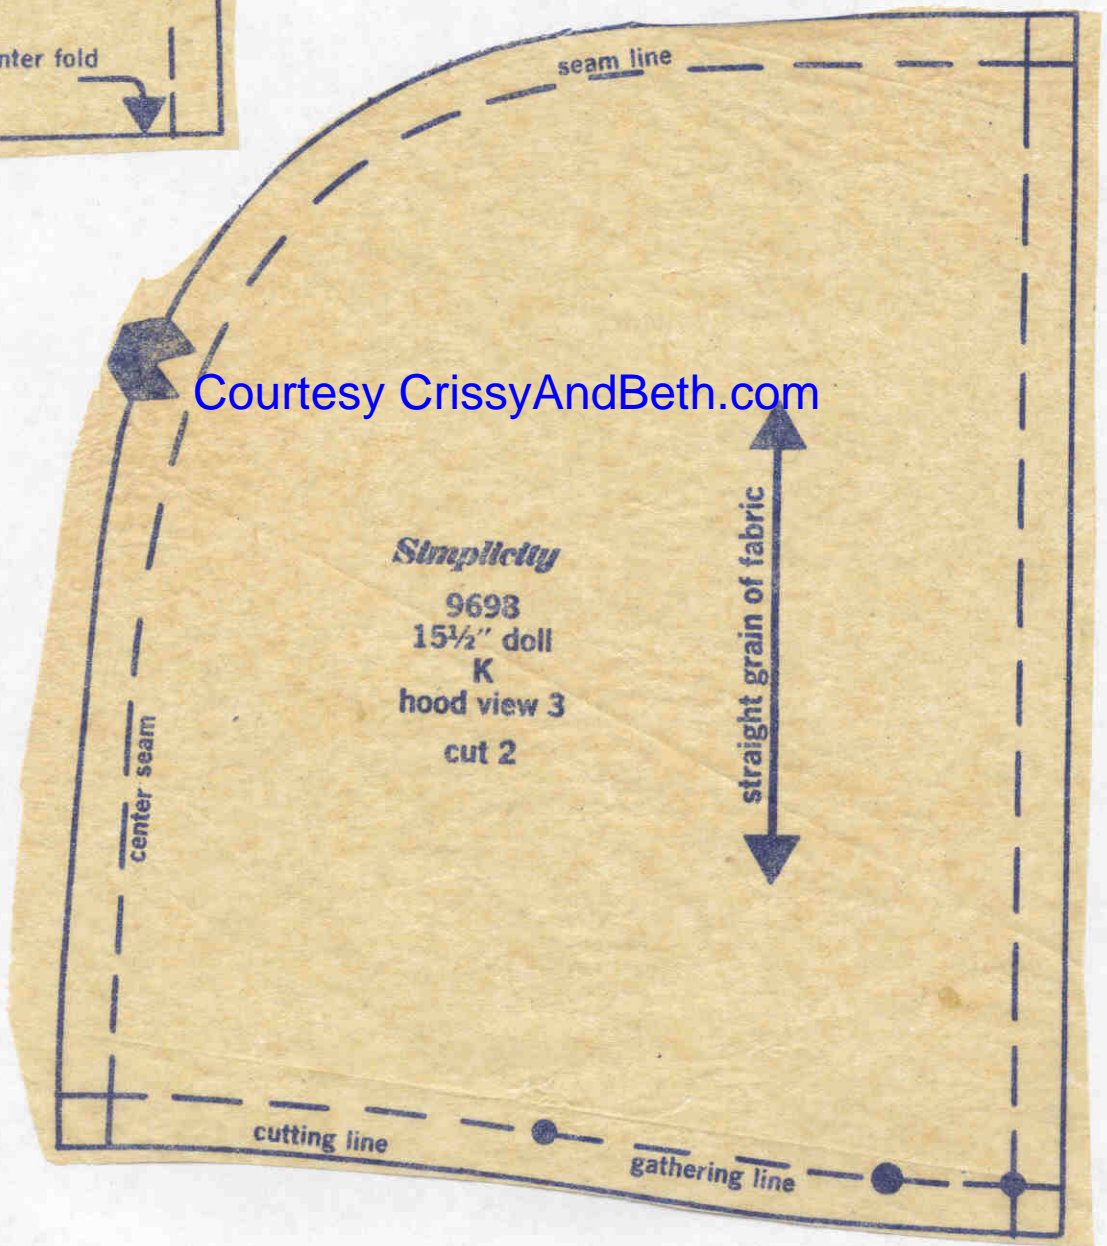 nter fold
seam line
Courtesy CrissyAndBeth.com
Simplicity
9698
15½″ doll
K
hood view 3
cut 2
straight grain of fabric
center seam
cutting line
gathering line